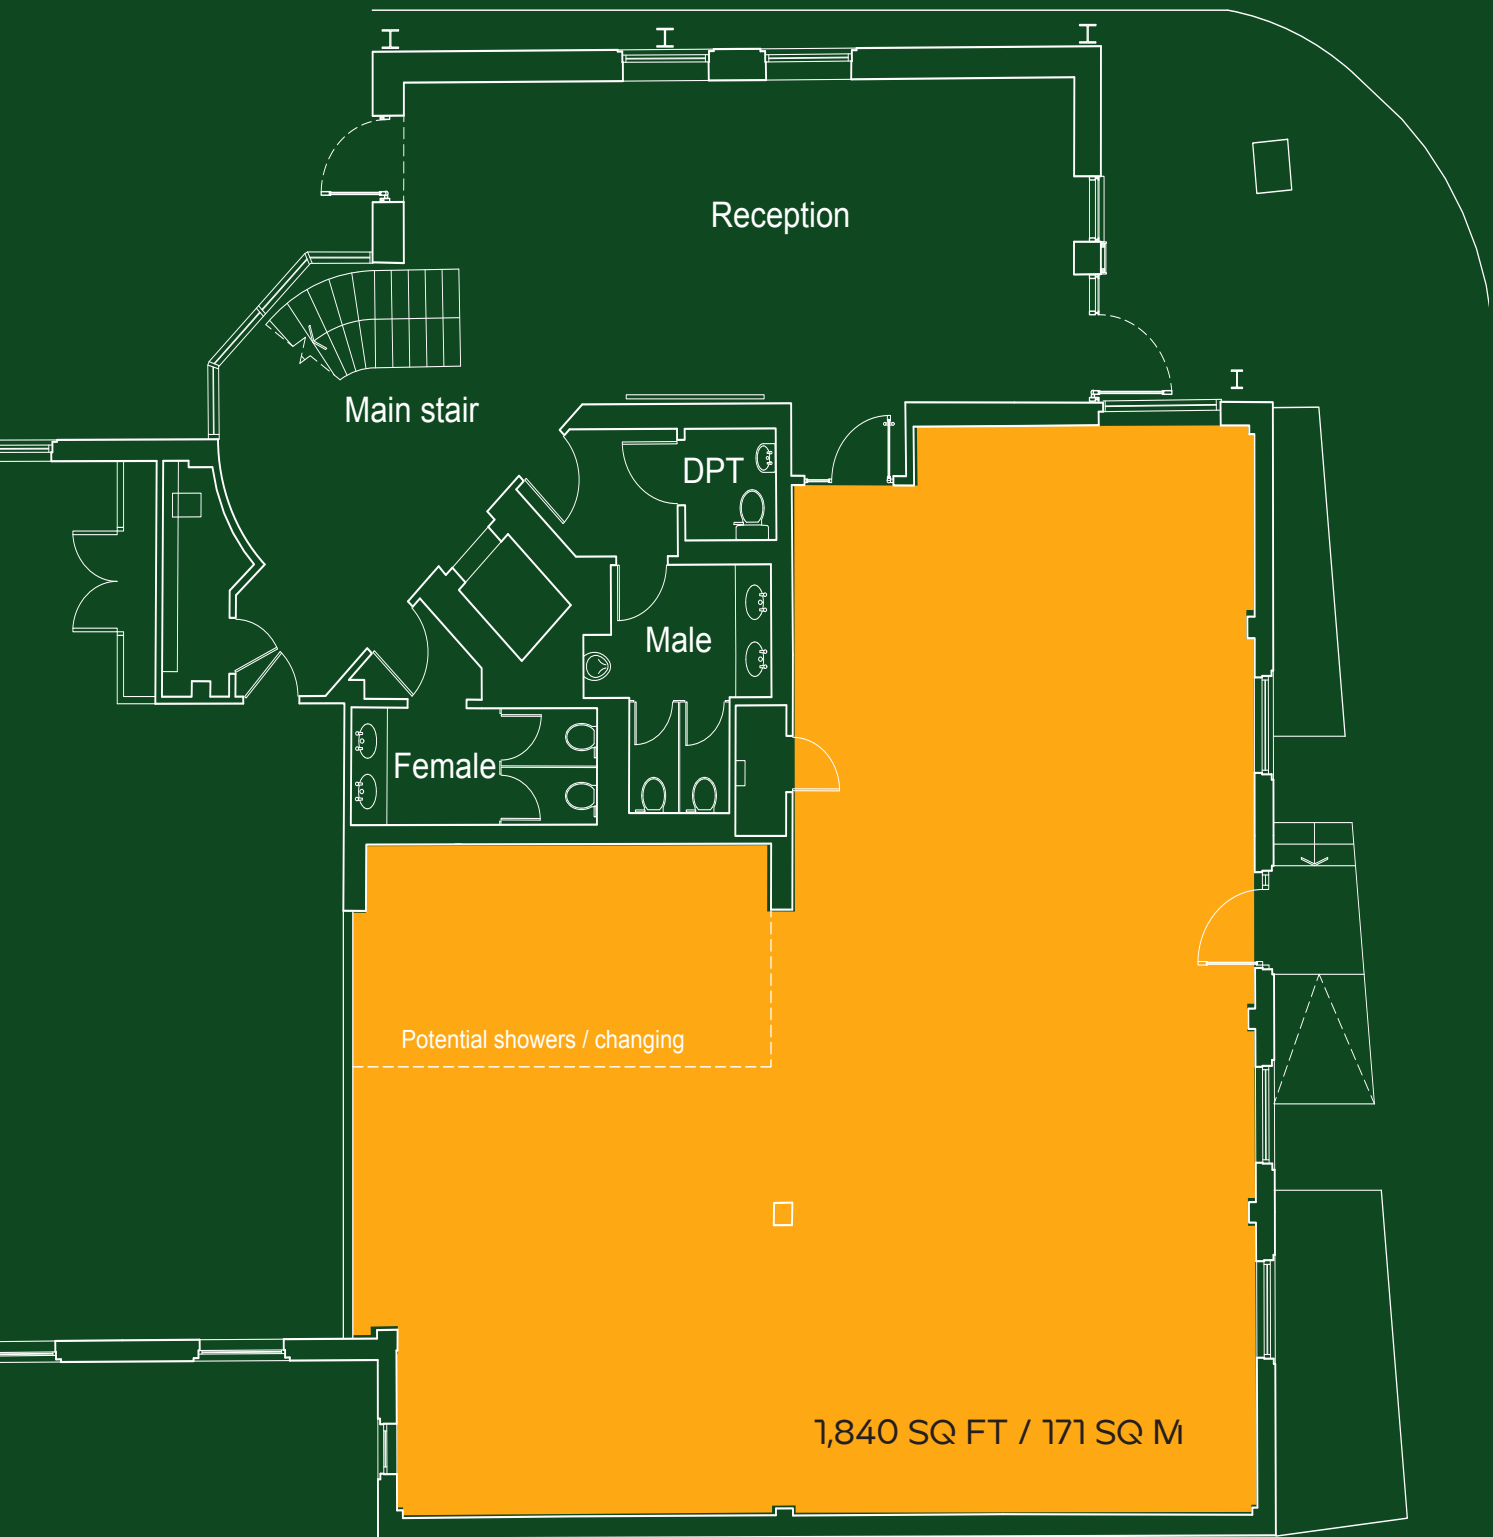 Reception
Main stair
DPT
Male
Female
Potential showers / changing
1,840 SQ FT / 171 SQ M